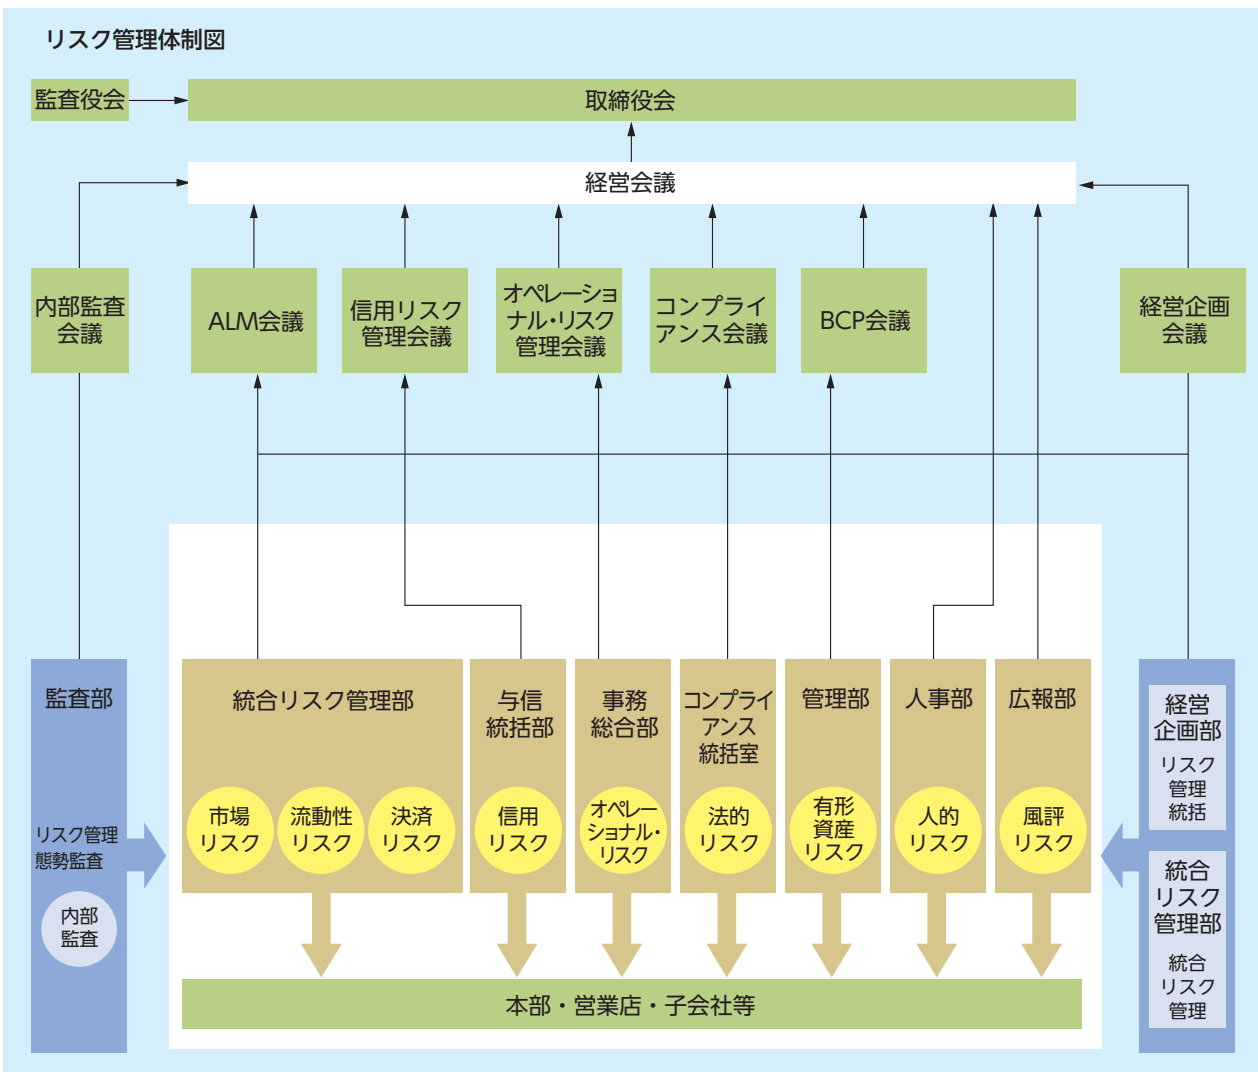 リスク管理体制図
監査役会
取締役会
経営会議
内部監査
会議
ALM会議
信用リスク
管理会議
オペレーショ
ナル・リスク
管理会議
コンプライ
アンス会議
BCP会議
経営企画
会議
監査部
リスク管理
態勢監査
内部
監査
統合リスク管理部
市場
リスク
流動性
リスク
決済
リスク
与信
統括部
信用
リスク
事務
総合部
オペレー
ショナル・
リスク
コンプライ
アンス
統括室
法的
リスク
管理部
有形
資産
リスク
人事部
人的
リスク
広報部
風評
リスク
経営
企画部
リスク
管理
統括
統合
リスク
管理部
統合
リスク
管理
本部・営業店・子会社等